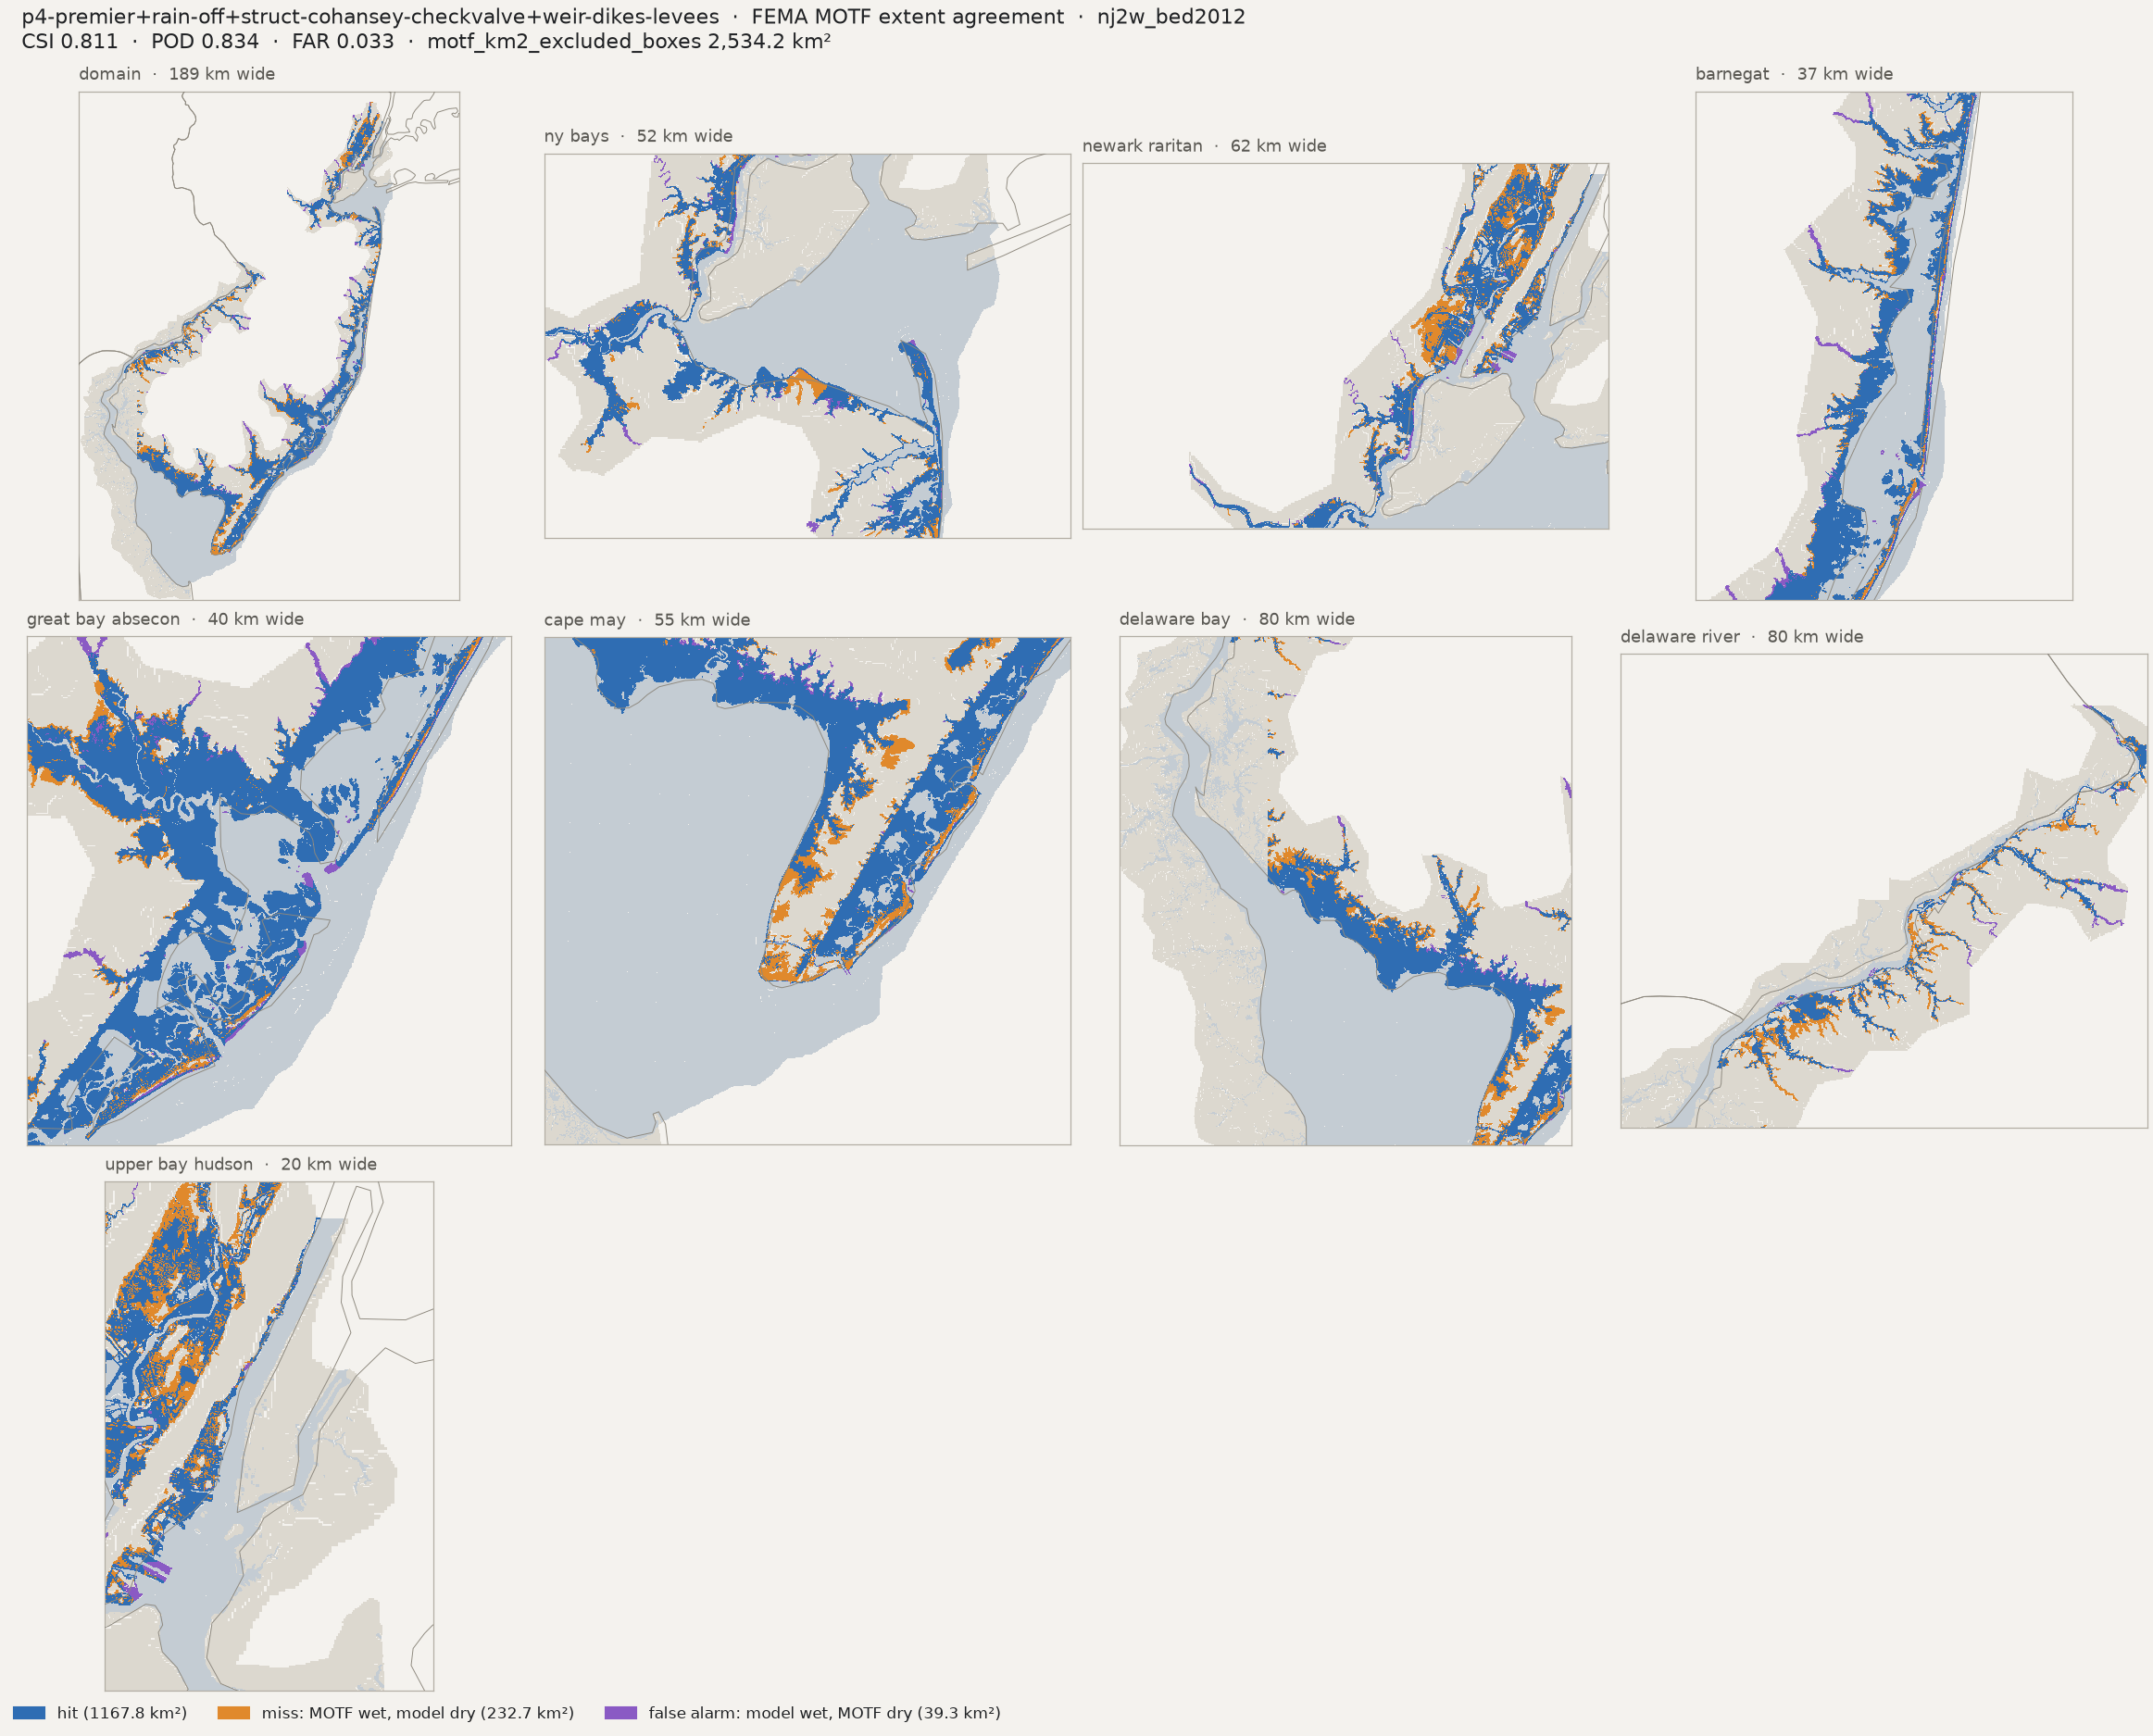 p4-premier+rain-off+struct-cohansey-checkvalve+weir-dikes-levees · FEMA MOTF extent agreement · nj2w_bed2012
CSI 0.811 · POD 0.834 · FAR 0.033 · motf_km2_excluded_boxes 2,534.2 km²
domain · 189 km wide
ny bays · 52 km wide
newark raritan · 62 km wide
barnegat · 37 km wide
great bay absecon · 40 km wide
cape may · 55 km wide
delaware bay · 80 km wide
delaware river · 80 km wide
upper bay hudson · 20 km wide
hit (1167.8 km²)
miss: MOTF wet, model dry (232.7 km²)
false alarm: model wet, MOTF dry (39.3 km²)